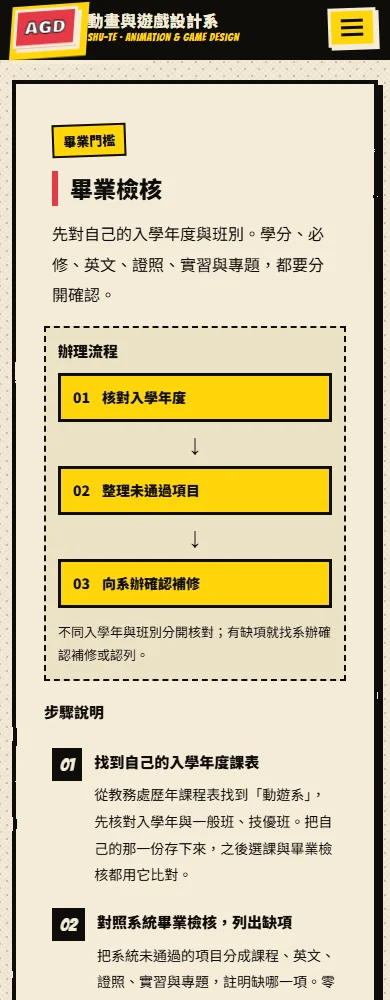 AGD
動畫與遊戲設計系
SHU-TE · ANIMATION & GAME DESIGN
畢業門檻
畢業檢核
先對自己的入學年度與班別。學分、必
修、英文、證照、實習與專題，都要分
開確認。
辦理流程
01 核對入學年度
↓
02 整理未通過項目
↓
03 向系辦確認補修
不同入學年與班別分開核對；有缺項就找系辦確
認補修或認列。
步驟說明
01 找到自己的入學年度課表
從教務處歷年課程表找到「動遊系」，
先核對入學年與一般班、技優班。把自
己的那一份存下來，之後選課與畢業檢
核都用它比對。
02 對照系統畢業檢核，列出缺項
把系統未通過的項目分成課程、英文、
證照、實習與專題，註明缺哪一項。零